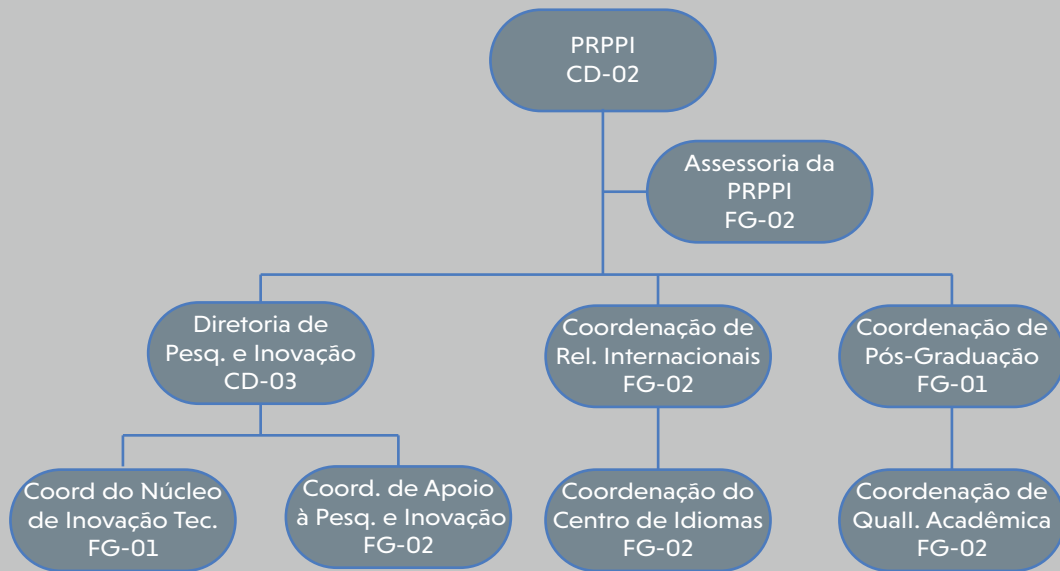 PRPPI
CD-02
Assessoria da
PRPPI
FG-02
Diretoria de
Pesq. e Inovação
CD-03
Coordenação de
Rel. Internacionais
FG-02
Coordenação de
Pós-Graduação
FG-01
Coord do Núcleo
de Inovação Tec.
FG-01
Coord. de Apoio
à Pesq. e Inovação
FG-02
Coordenação do
Centro de Idiomas
FG-02
Coordenação de
Quall. Acadêmica
FG-02